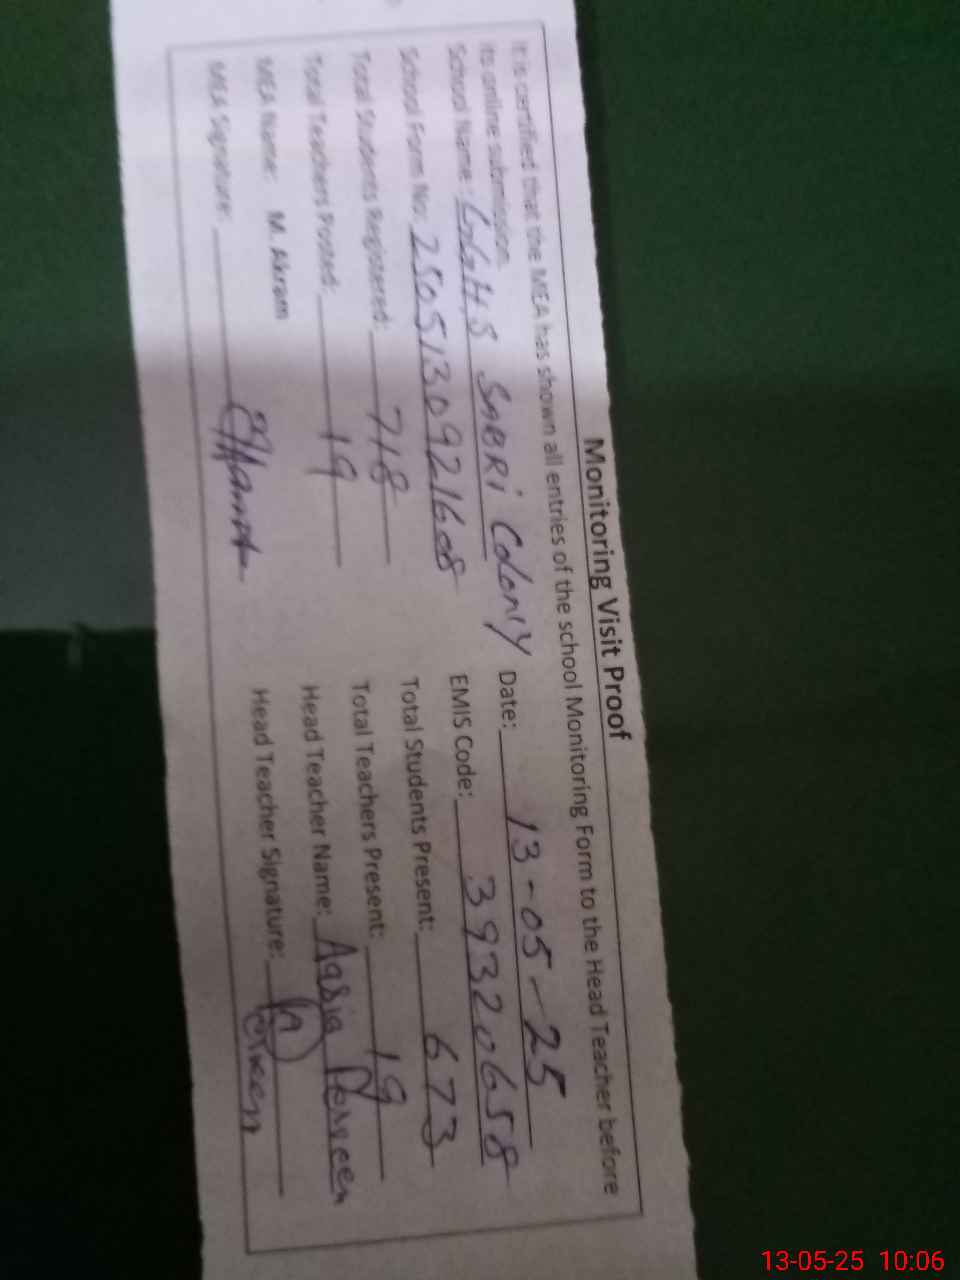 Monitoring Visit Proof
It is certified that the MEA has shown all entries of the school Monitoring Form to the Head Teacher before
its online submission.
School Name: GGHS SABRI Colony Date: 13-05-25
School Form No: 2505130921608 EMIS Code: 39320658
Total Students Registered: 718 Total Students Present: 673
Total Teachers Posted: 19 Total Teachers Present: 19
MEA Name: M. Akram Head Teacher Name: Aasia Perveen
MEA Signature: Head Teacher Signature:
13-05-25 10:06